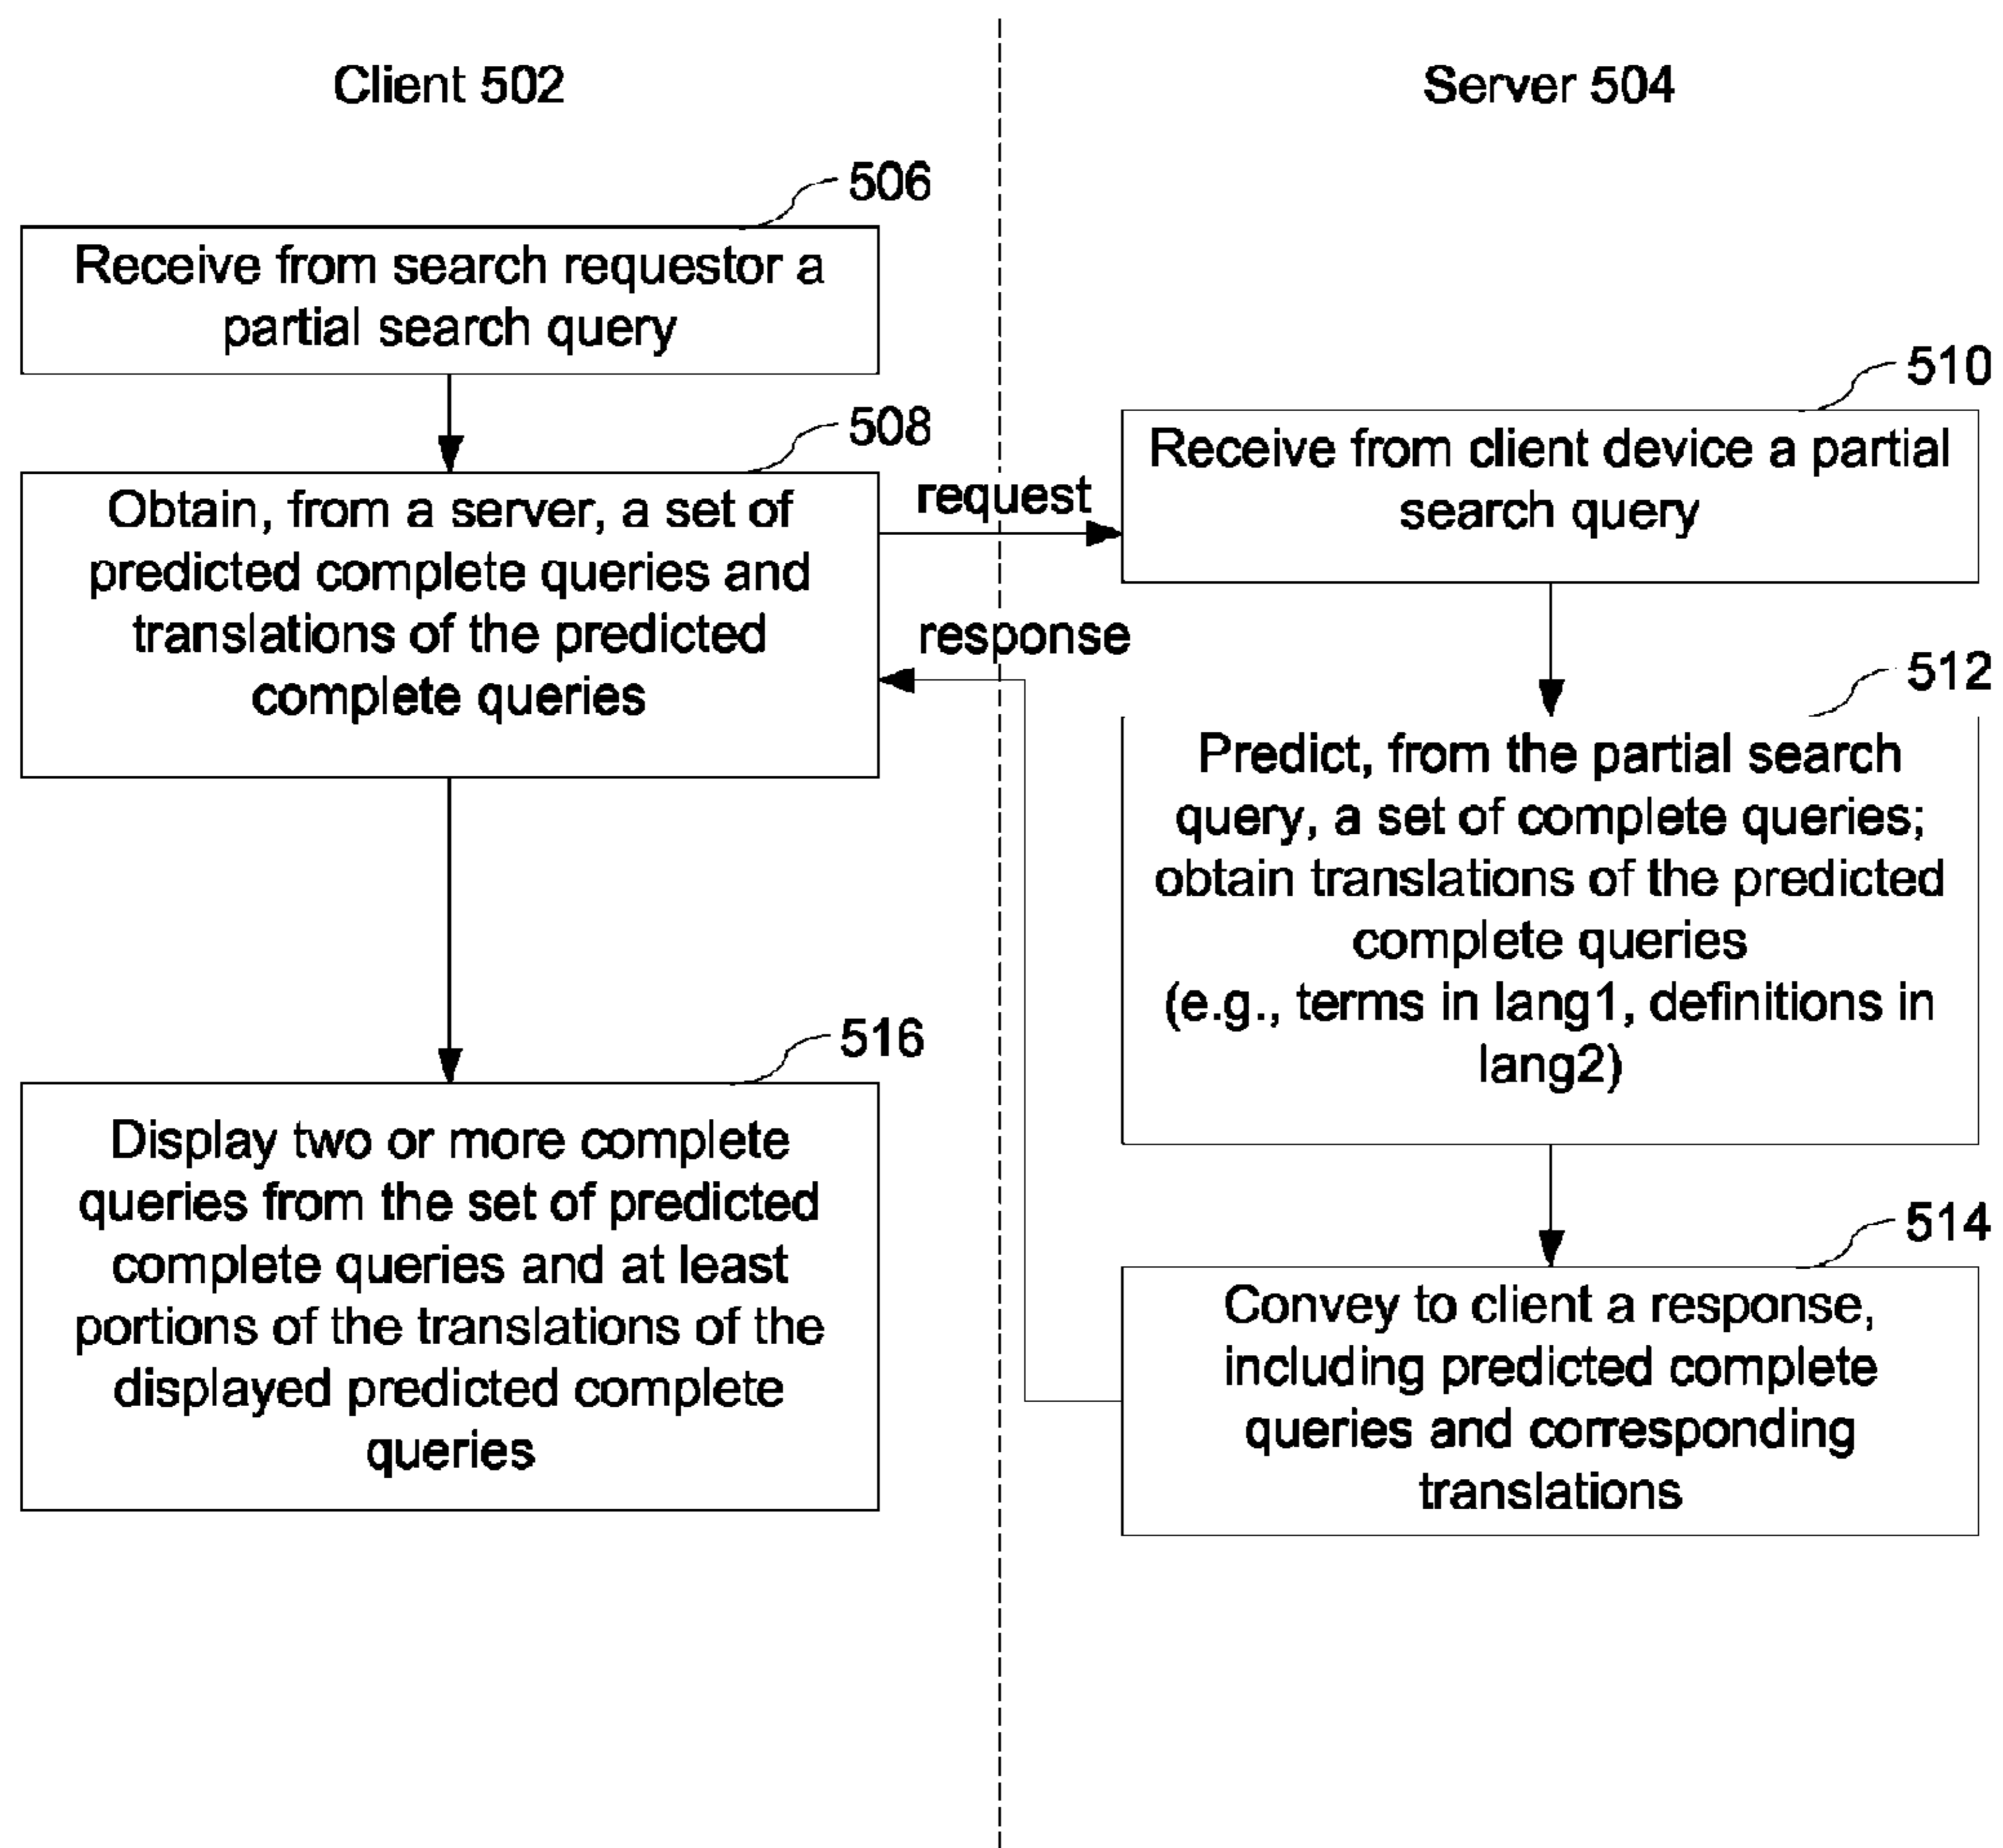 Client 502
Server 504
506
Receive from search requestor a
partial search query
508
Obtain, from a server, a set of
predicted complete queries and
translations of the predicted
complete queries
request
response
510
Receive from client device a partial
search query
512
Predict, from the partial search
query, a set of complete queries;
obtain translations of the predicted
complete queries
(e.g., terms in lang1, definitions in
lang2)
514
Convey to client a response,
including predicted complete
queries and corresponding
translations
516
Display two or more complete
queries from the set of predicted
complete queries and at least
portions of the translations of the
displayed predicted complete
queries